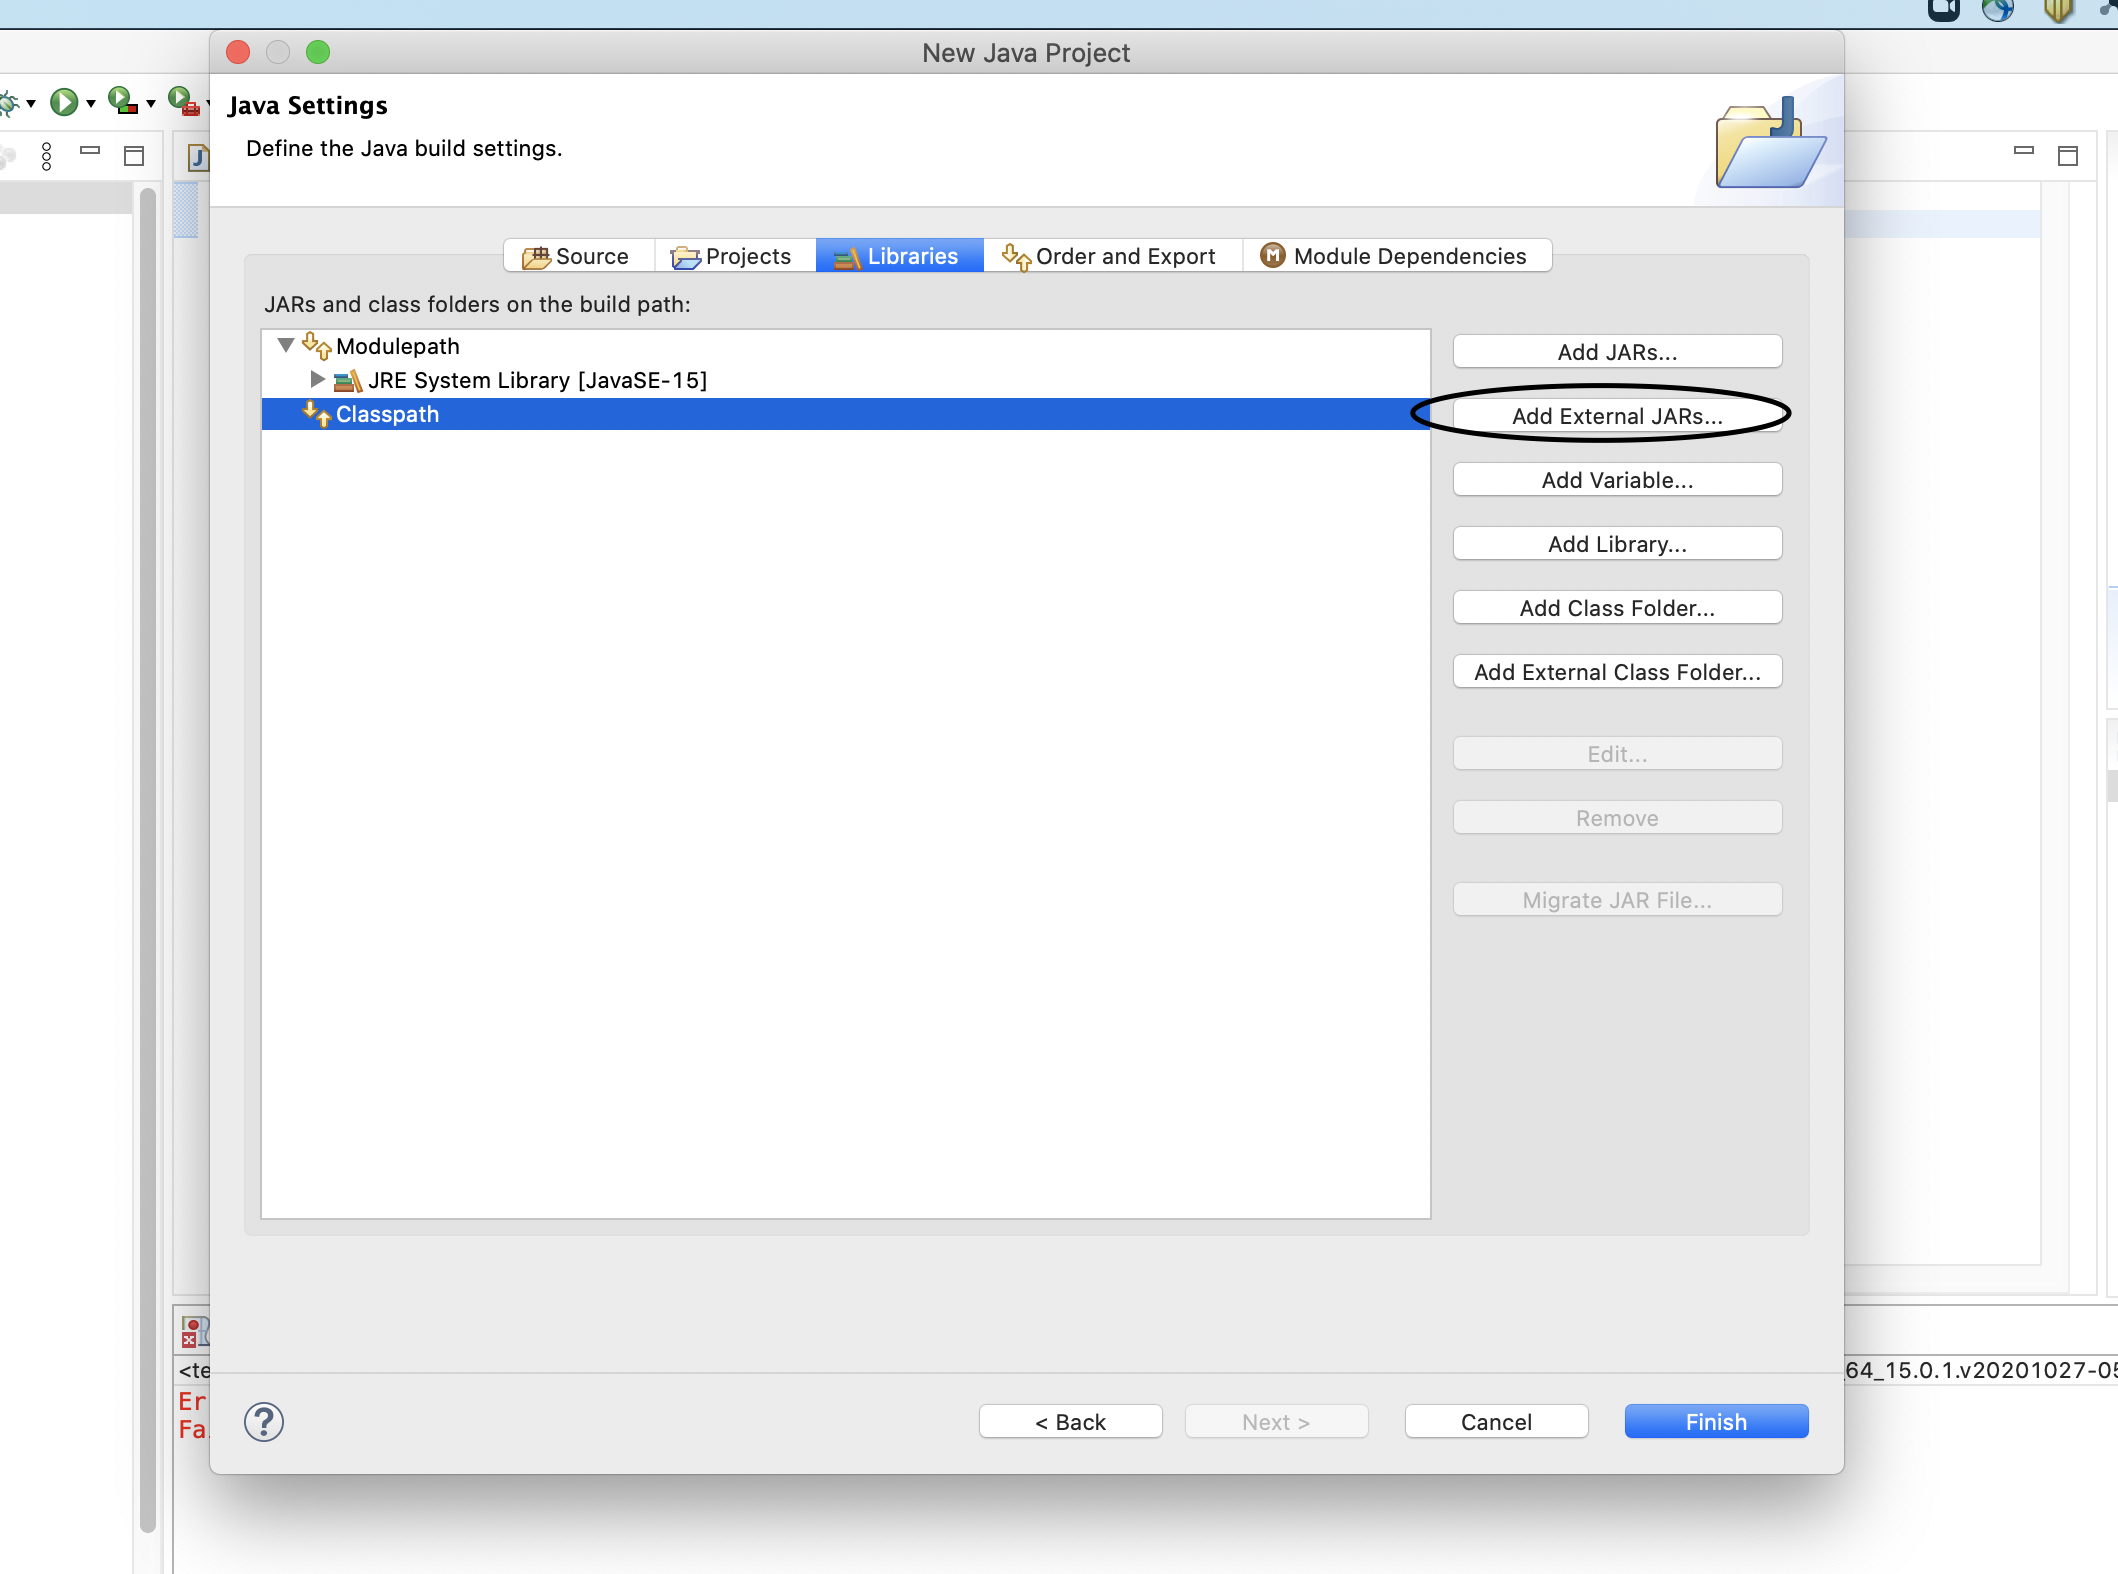 New Java Project
Java Settings
Define the Java build settings.
Source Projects Libraries Order and Export M Module Dependencies
JARs and class folders on the build path:
Modulepath
JRE System Library [JavaSE-15]
Classpath
Add JARs...
Add External JARs...
Add Variable...
Add Library...
Add Class Folder...
Add External Class Folder...
Edit...
Remove
Migrate JAR File...
<te
64_15.0.1.v20201027-05
Er
Fa
? < Back Next > Cancel Finish